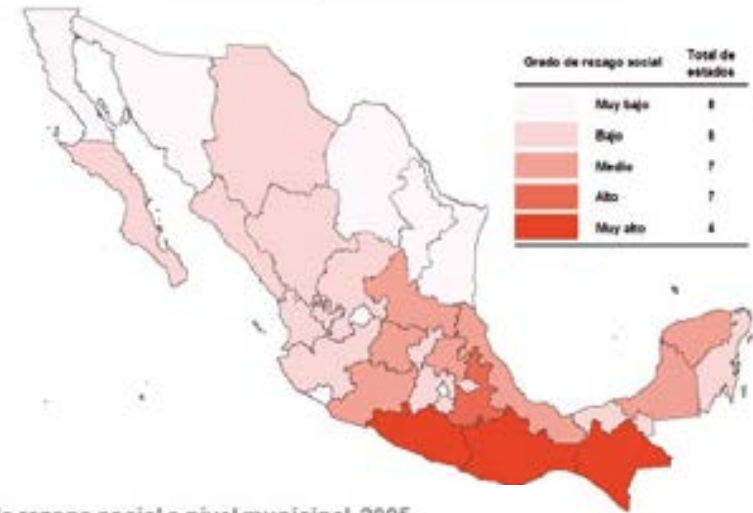 Grado de rezago social Total de estados
Muy bajo 8
Bajo
Medio 7
Alto 7
Muy alto 4
rezago social a nivel municipal, 2005